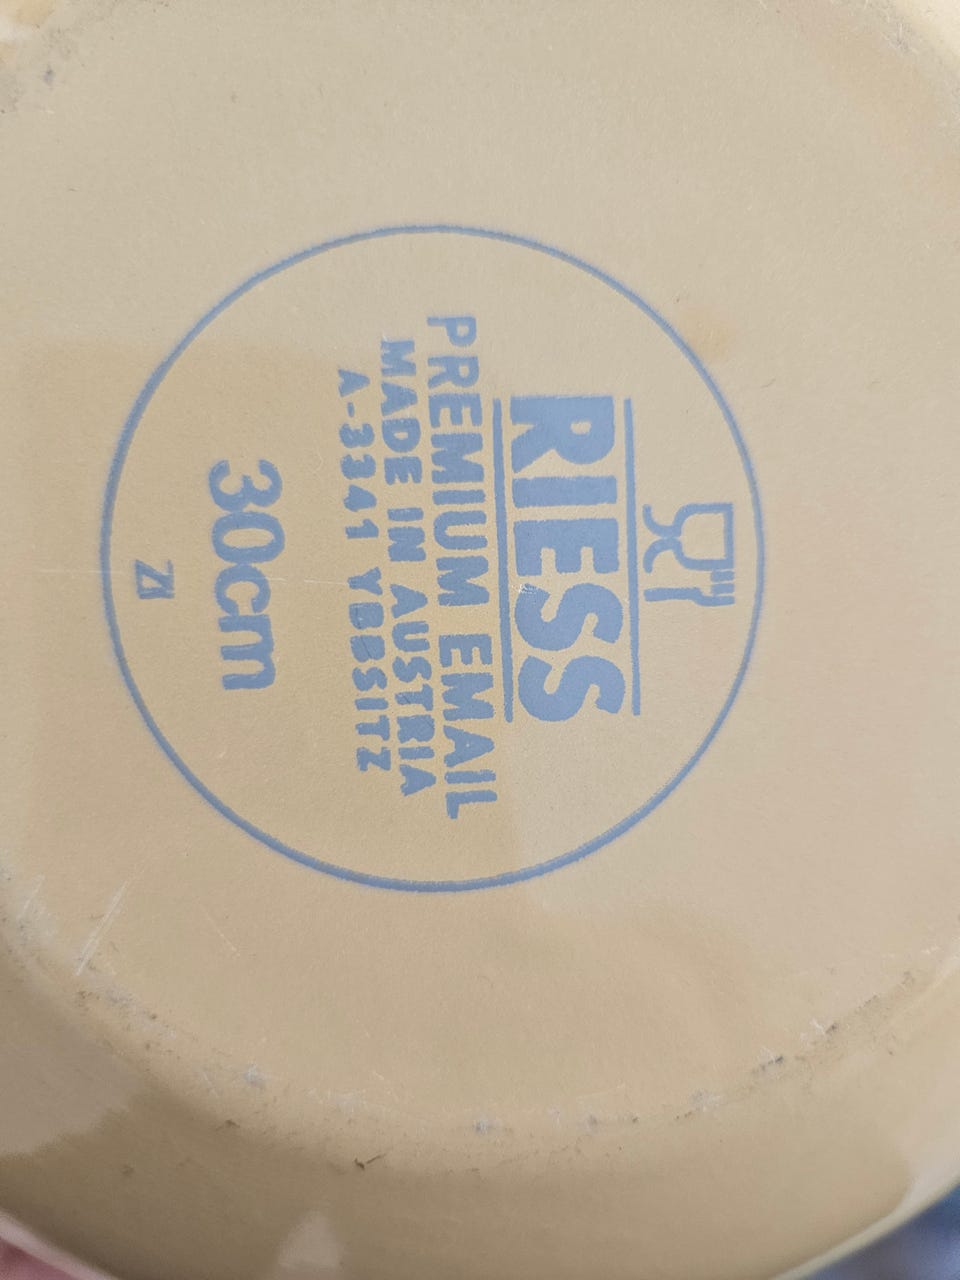 RIESS
PREMIUM EMAIL
MADE IN AUSTRIA
A-3341 YBBSITZ
30cm